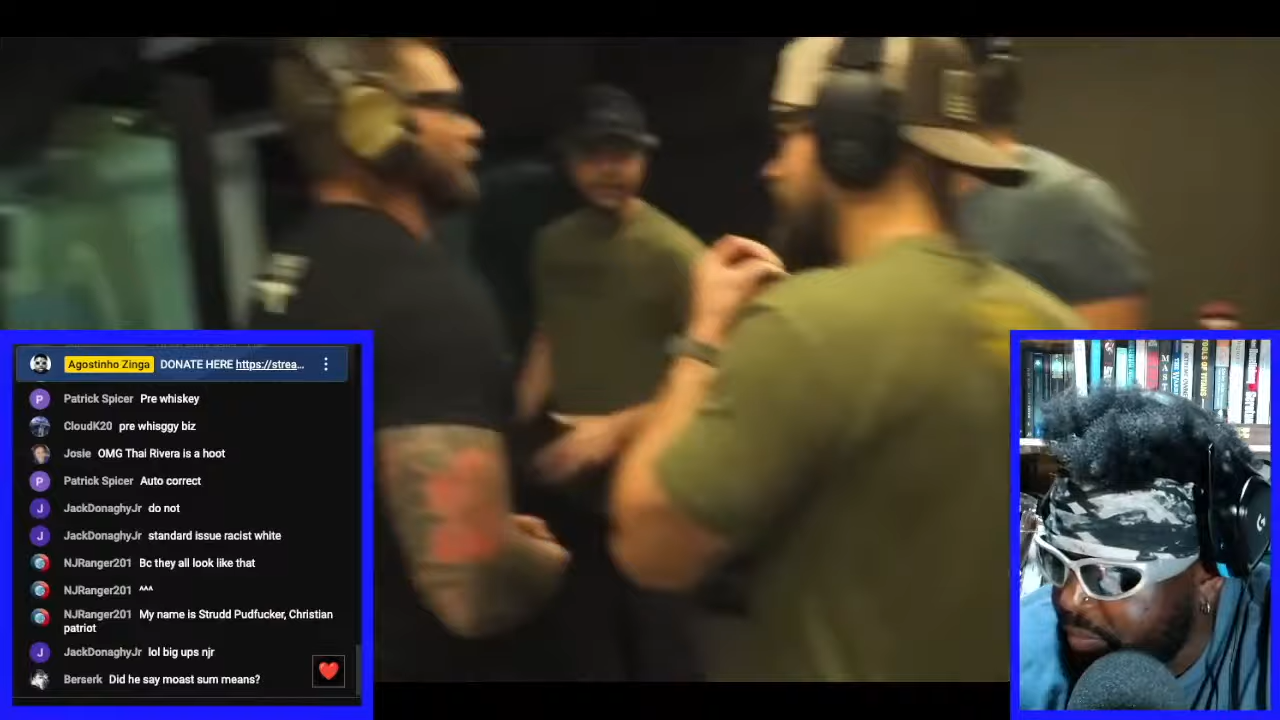 Agostinho Zinga DONATE HERE https://strea...
Patrick Spicer Pre whiskey
CloudK20 pre whisggy biz
Josie OMG Thai Rivera is a hoot
Patrick Spicer Auto correct
JackDonaghyJr do not
JackDonaghyJr standard issue racist white
NJRanger201 Bc they all look like that
NJRanger201 ^^^
NJRanger201 My name is Strudd Pudfucker, Christian
patriot
JackDonaghyJr lol big ups njr
Berserk Did he say moast sum means?
P
P
J
J
J
TOOLS OF TITANS